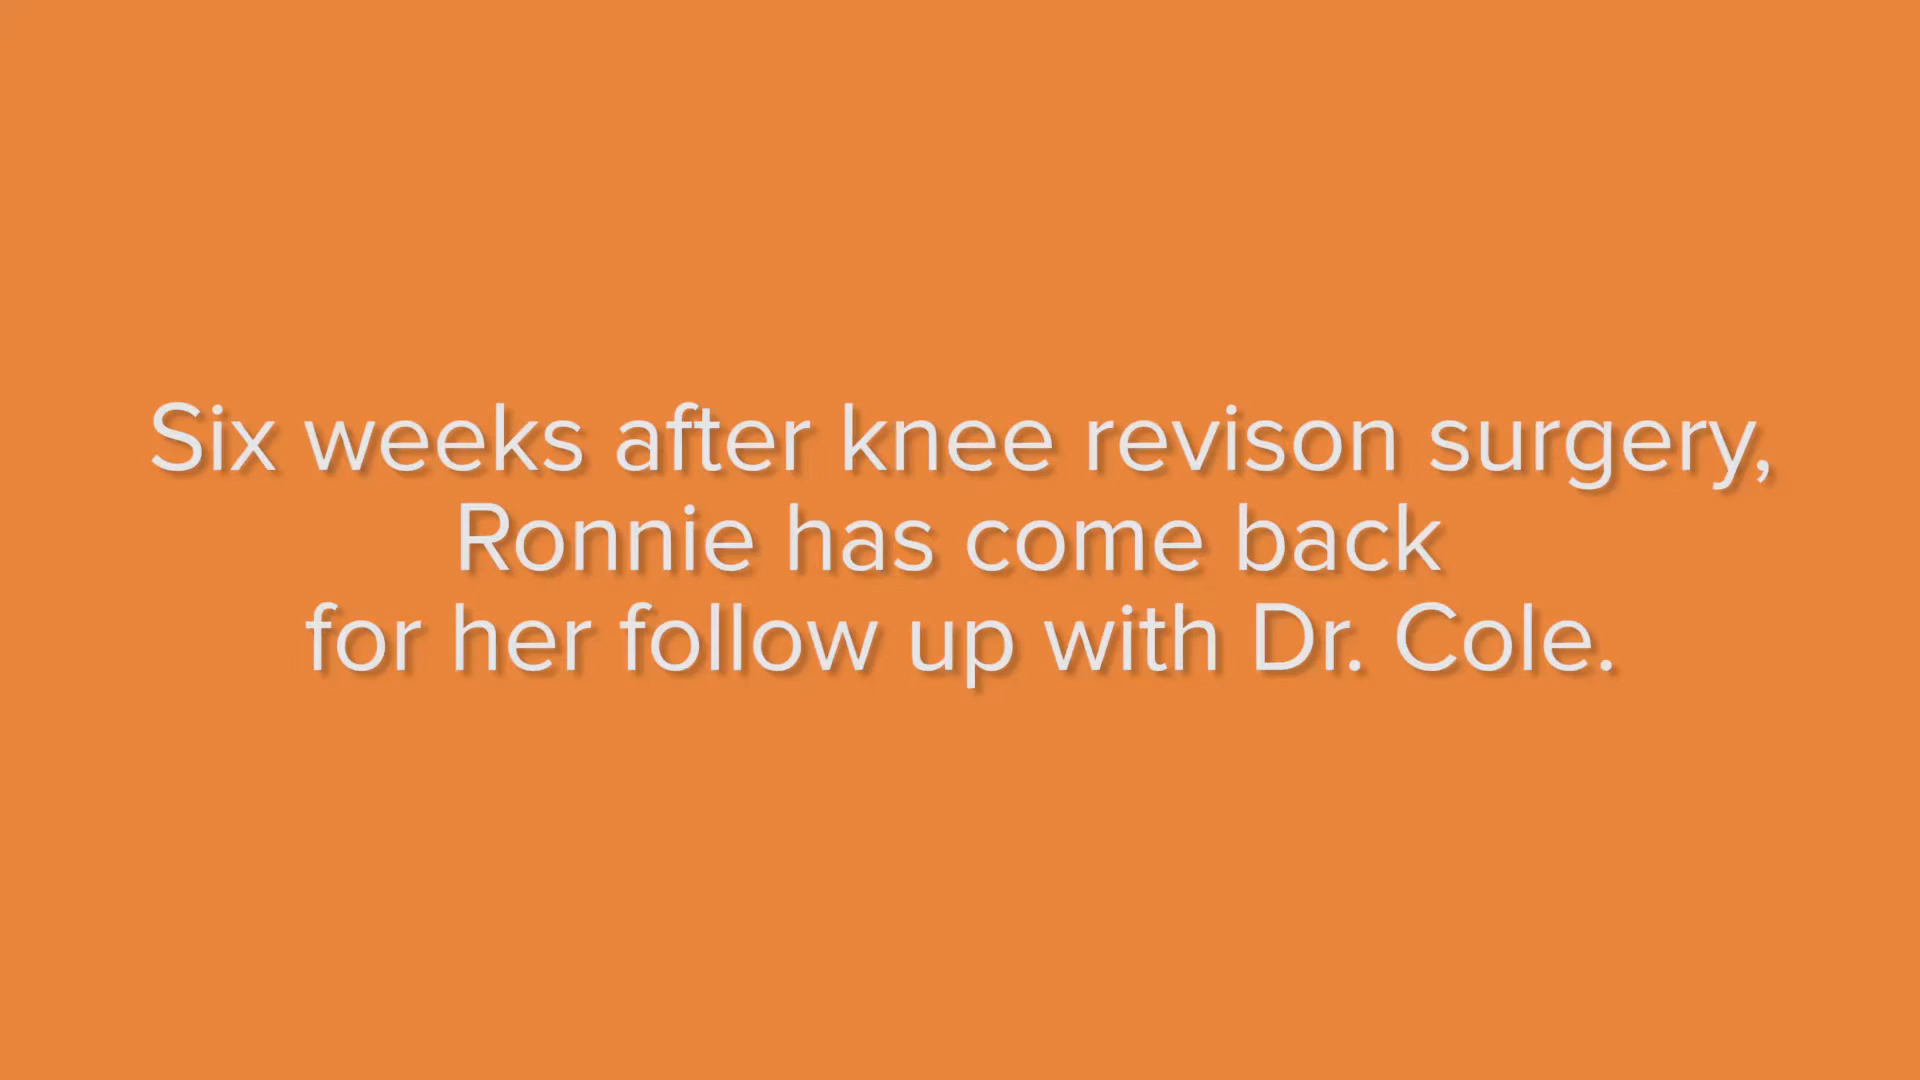 Six weeks after knee revison surgery,
Ronnie has come back
for her follow up with Dr. Cole.